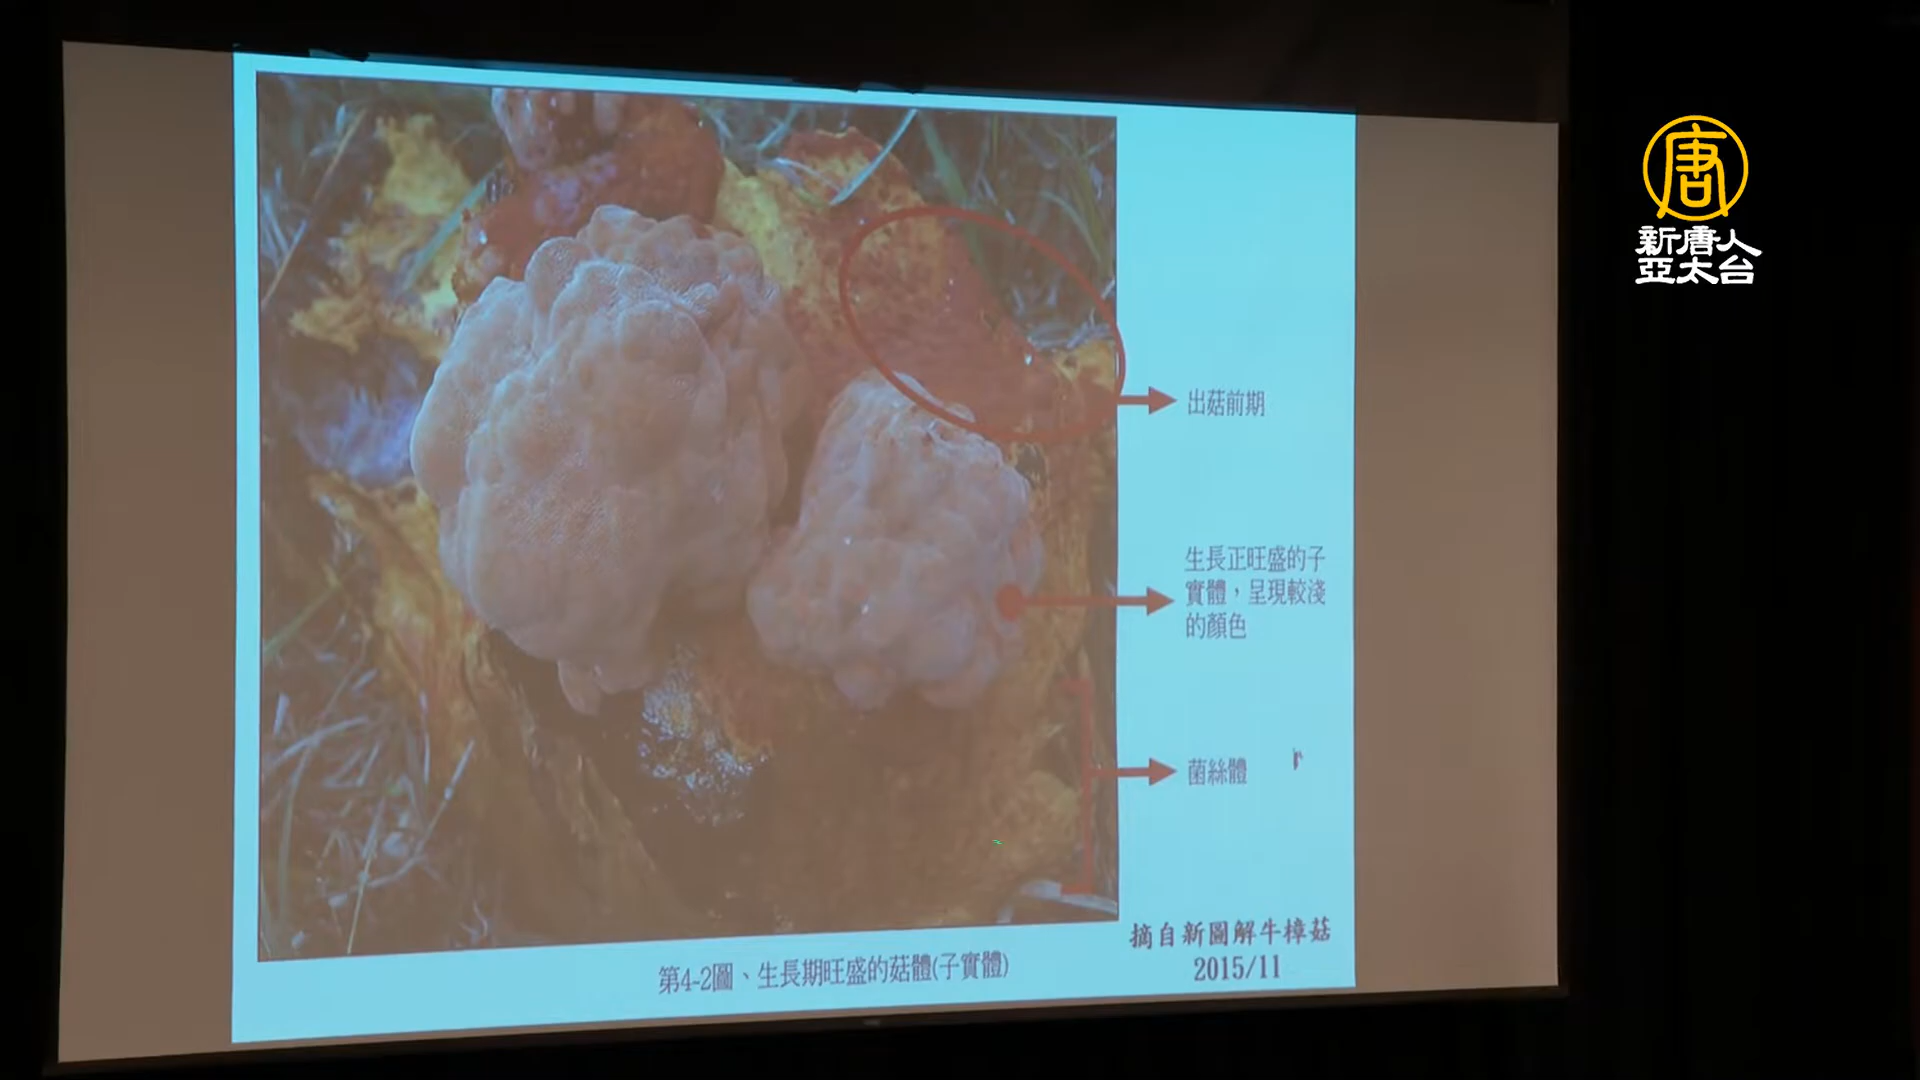 唐
新唐人
亞太台
出菇前期
生長正旺盛的子
實體，呈現較淺
的顏色
菌絲體
摘自新圖解牛樟菇
2015/11
第4-2圖、生長期旺盛的菇體(子實體)